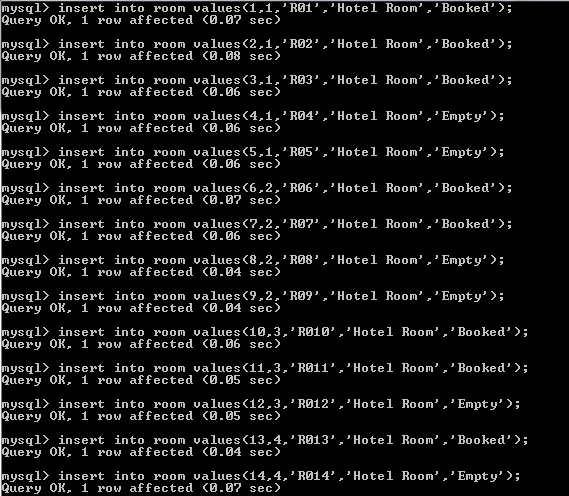 mysql> insert into room values(1,1,'R01','Hotel Room','Booked');
Query OK, 1 row affected (0.07 sec)
mysql> insert into room values(2,1,'R02','Hotel Room','Booked');
Query OK, 1 row affected (0.08 sec)
mysql> insert into room values(3,1,'R03','Hotel Room','Booked');
Query OK, 1 row affected (0.06 sec)
mysql> insert into room values(4,1,'R04','Hotel Room','Empty');
Query OK, 1 row affected (0.06 sec)
mysql> insert into room values(5,1,'R05','Hotel Room','Empty');
Query OK, 1 row affected (0.06 sec)
mysql> insert into room values(6,2,'R06','Hotel Room','Booked');
Query OK, 1 row affected (0.07 sec)
mysql> insert into room values(7,2,'R07','Hotel Room','Booked');
Query OK, 1 row affected (0.06 sec)
mysql> insert into room values(8,2,'R08','Hotel Room','Empty');
Query OK, 1 row affected (0.04 sec)
mysql> insert into room values(9,2,'R09','Hotel Room','Empty');
Query OK, 1 row affected (0.04 sec)
mysql> insert into room values(10,3,'R010','Hotel Room','Booked');
Query OK, 1 row affected (0.06 sec)
mysql> insert into room values(11,3,'R011','Hotel Room','Booked');
Query OK, 1 row affected (0.05 sec)
mysql> insert into room values(12,3,'R012','Hotel Room','Empty');
Query OK, 1 row affected (0.05 sec)
mysql> insert into room values(13,4,'R013','Hotel Room','Booked');
Query OK, 1 row affected (0.04 sec)
mysql> insert into room values(14,4,'R014','Hotel Room','Empty');
Query OK, 1 row affected (0.07 sec)